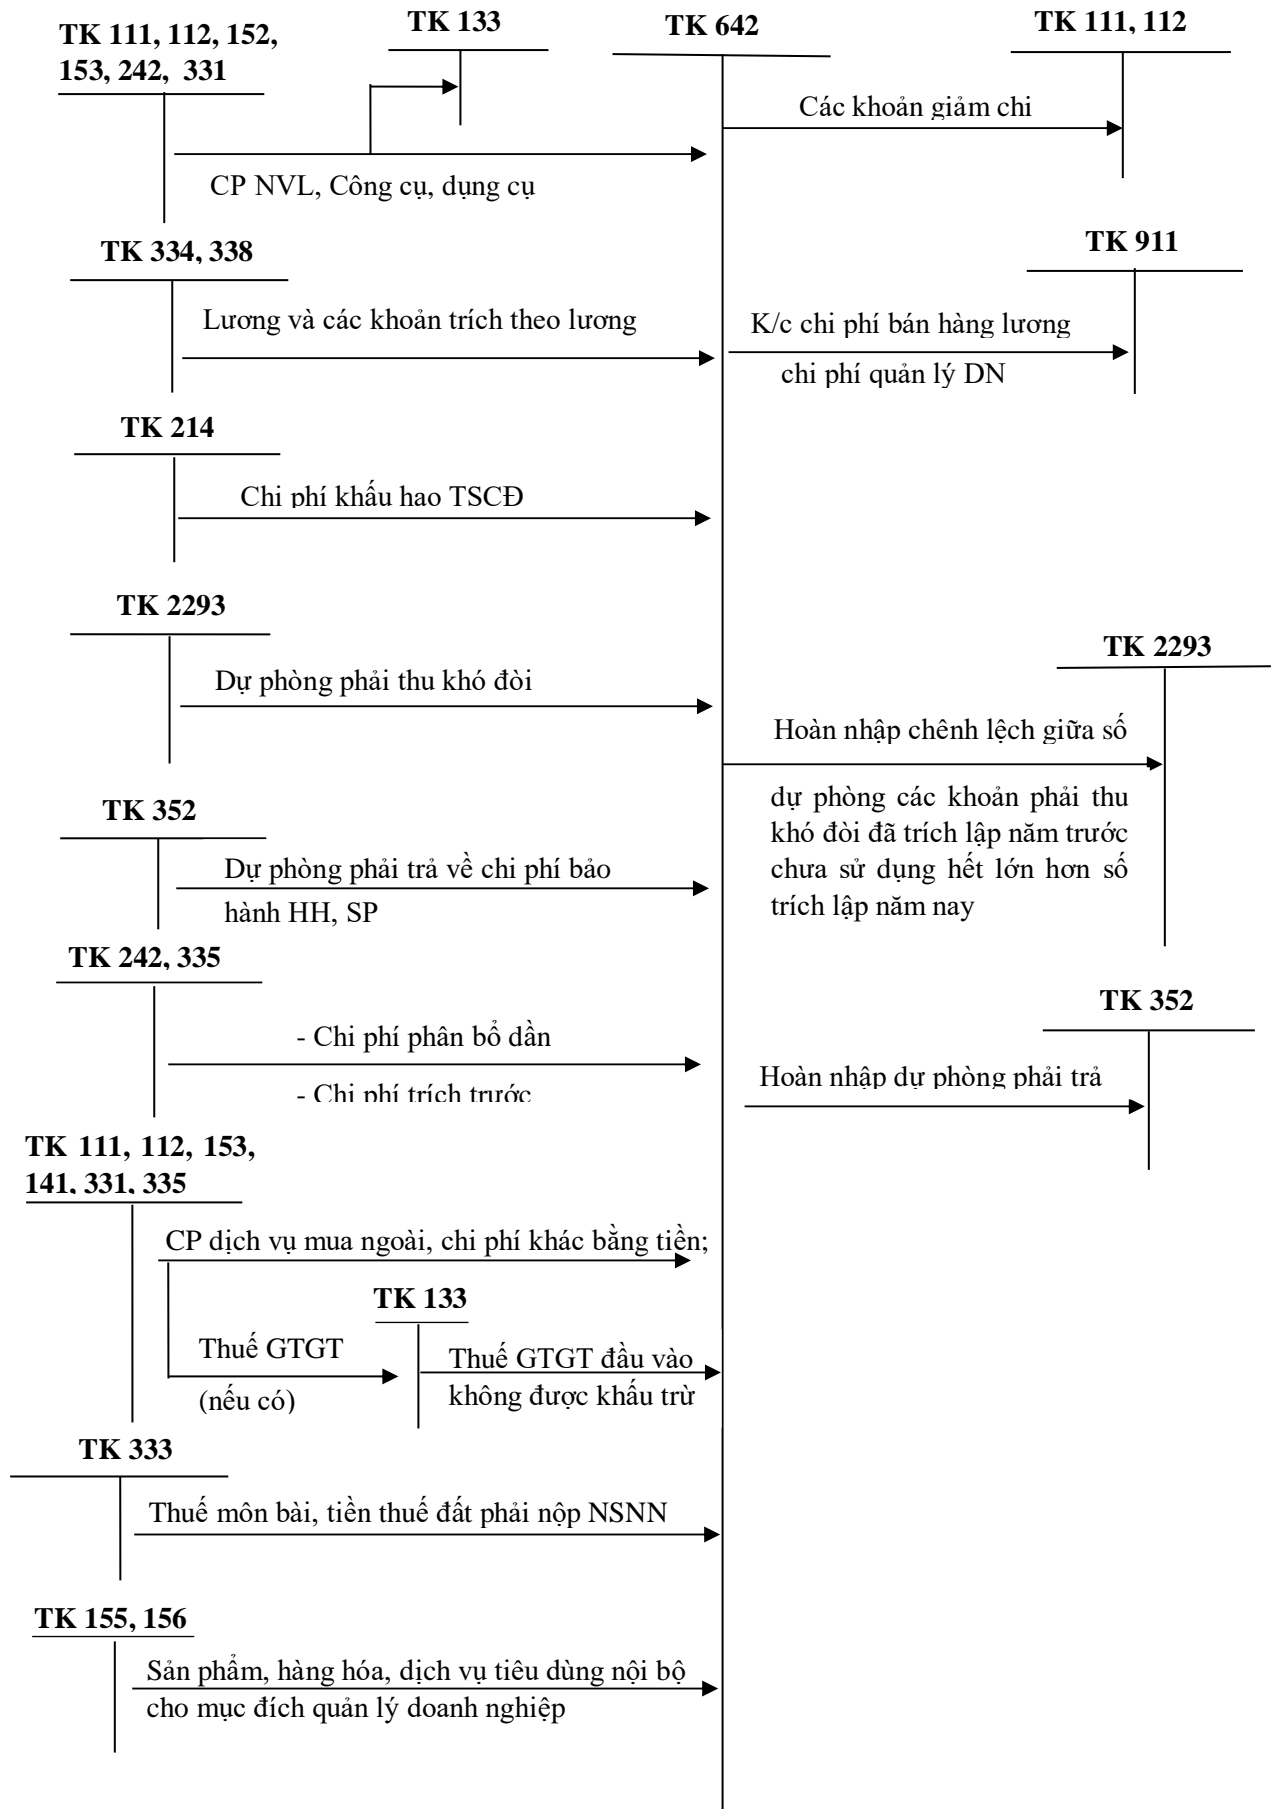 TK 111, 112, 152,
153, 242, 331
TK 133
TK 642
TK 111, 112
Các khoản giảm chi
CP NVL, Công cụ, dụng cụ
TK 334, 338
TK 911
Lương và các khoản trích theo lương
K/c chi phí bán hàng lương
chi phí quản lý DN
TK 214
Chi phí khấu hao TSCĐ
TK 2293
TK 2293
Dự phòng phải thu khó đòi
Hoàn nhập chênh lệch giữa số
dự phòng các khoản phải thu
khó đòi đã trích lập năm trước
chưa sử dụng hết lớn hơn số
trích lập năm nay
TK 352
Dự phòng phải trả về chi phí bảo
hành HH, SP
TK 242, 335
- Chi phí phân bổ dần
- Chi phí trích trước
TK 352
Hoàn nhập dự phòng phải trả
TK 111, 112, 153,
141, 331, 335
CP dịch vụ mua ngoài, chi phí khác bằng tiền;
TK 133
Thuế GTGT
(nếu có)
Thuế GTGT đầu vào
không được khấu trừ
TK 333
Thuế môn bài, tiền thuế đất phải nộp NSNN
TK 155, 156
Sản phẩm, hàng hóa, dịch vụ tiêu dùng nội bộ
cho mục đích quản lý doanh nghiệp